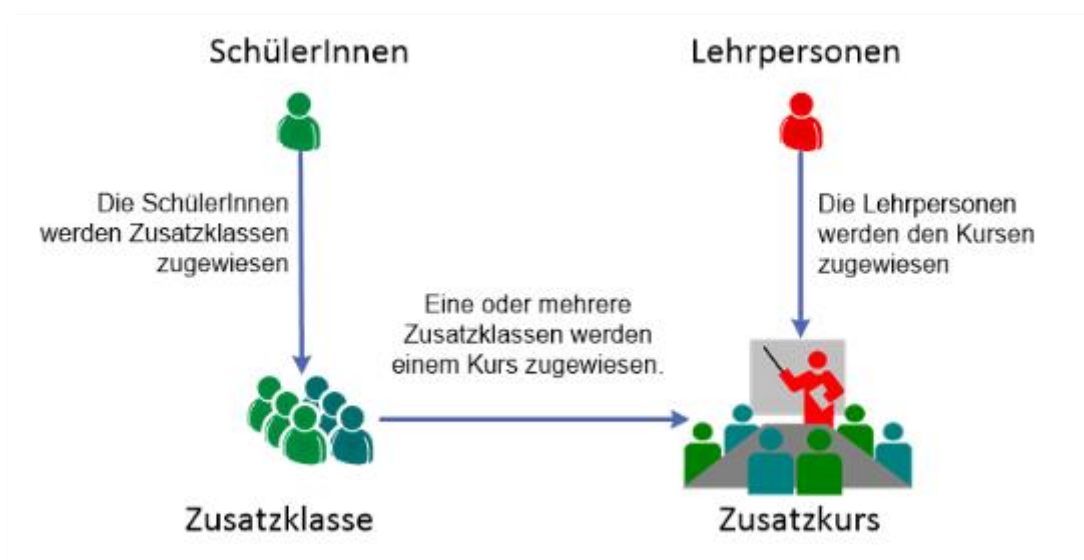 SchülerInnen
Lehrpersonen
Die SchülerInnen
werden Zusatzklassen
zugewiesen
Die Lehrpersonen
werden den Kursen
zugewiesen
Eine oder mehrere
Zusatzklassen werden
einem Kurs zugewiesen.
Zusatzklasse
Zusatzkurs